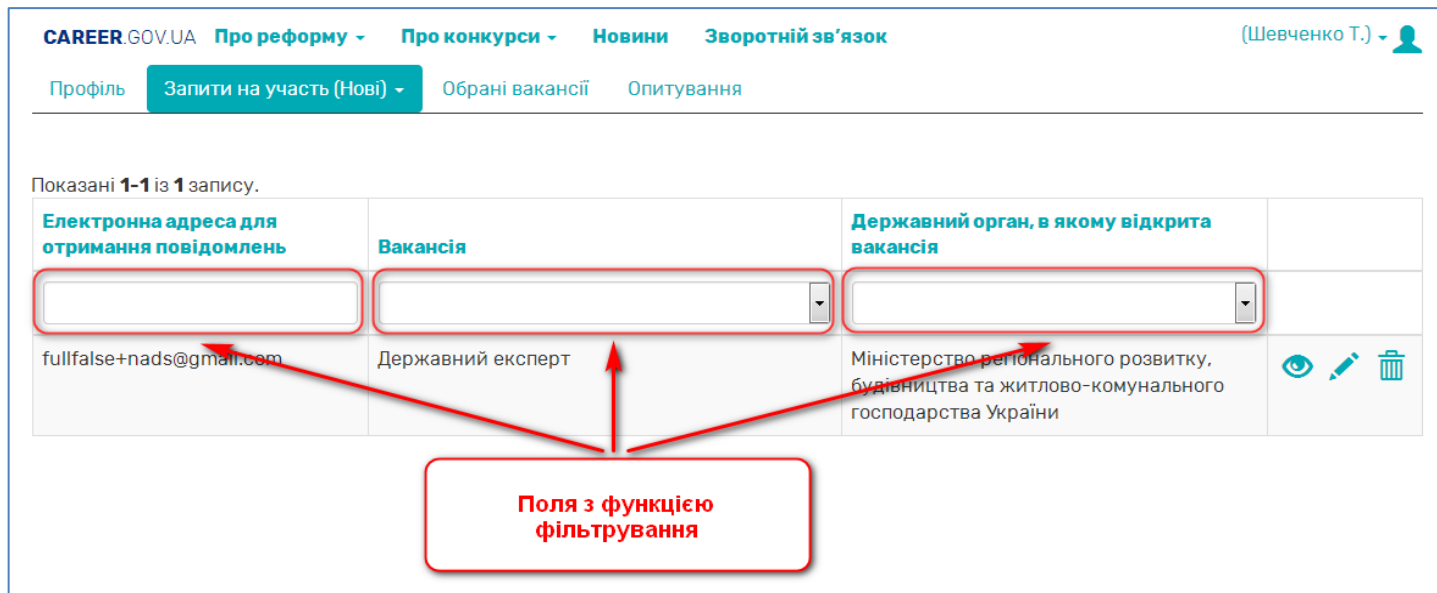 CAREER.GOV.UA Про реформу Про конкурси Новини Зворотній зв’язок (Шевченко Т.)
Профіль Запити на участь (Нові) Обрані вакансії Опитування
Показані 1-1 із 1 запису.
Електронна адреса для
отримання повідомлень
Вакансія
Державний орган, в якому відкрита
вакансія
fullfalse+nads@gmail.com
Державний експерт
Міністерство регіонального розвитку,
будівництва та житлово-комунального
господарства України
Поля з функцією
фільтрування